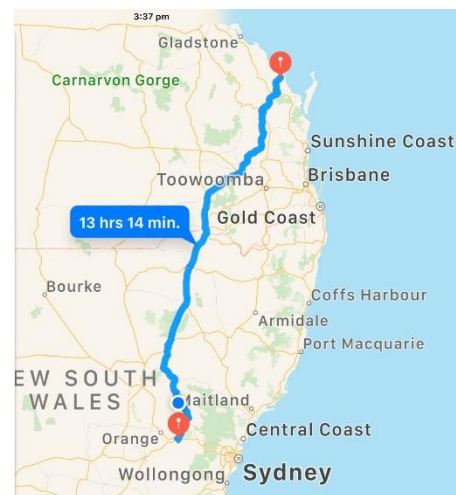 3:37 pm
Gladstone
Carnarvon Gorge
Sunshine Coast
Toowoomba
Brisbane
13 hrs 14 min.
Gold Coast
Bourke
Coffs Harbour
Armidale
Port Macquarie
EW SOUTH
WALES
Maitland
Orange
Central Coast
Wollongong
Sydney